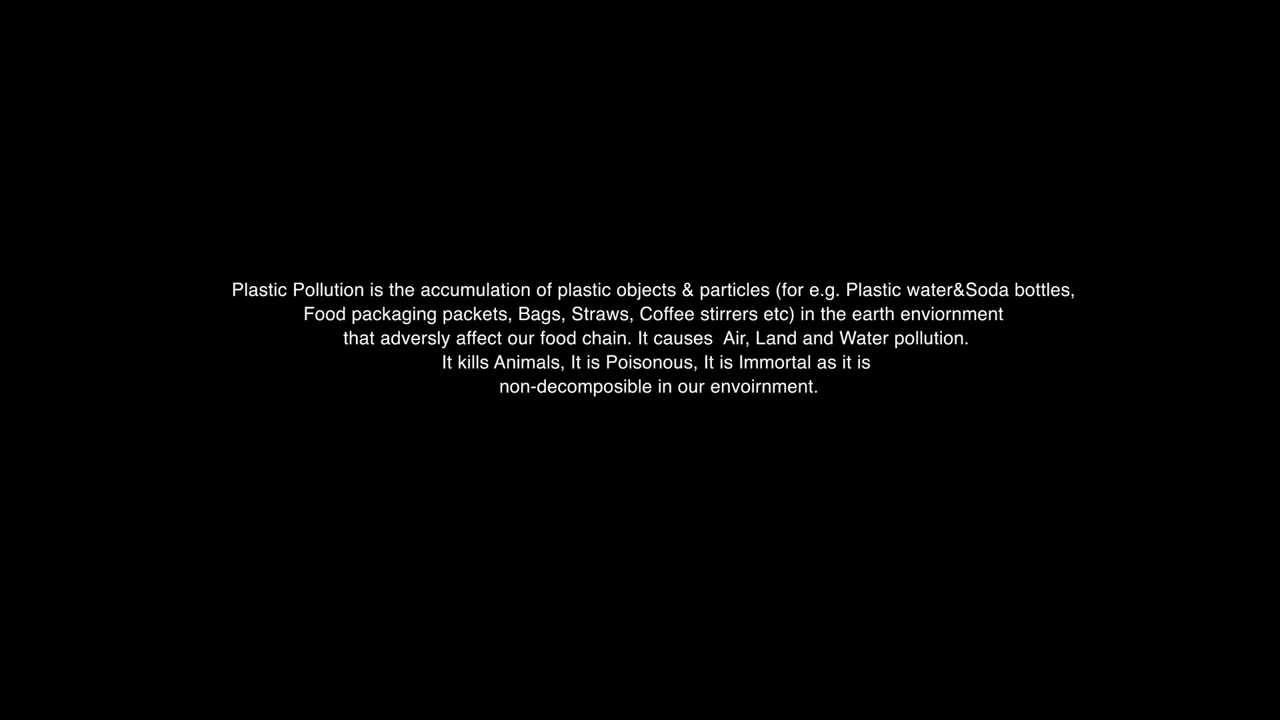 Plastic Pollution is the accumulation of plastic objects & particles (for e.g. Plastic water&Soda bottles,
Food packaging packets, Bags, Straws, Coffee stirrers etc) in the earth enviornment
that adversly affect our food chain. It causes  Air, Land and Water pollution.
It kills Animals, It is Poisonous, It is Immortal as it is
non-decomposible in our envoirnment.